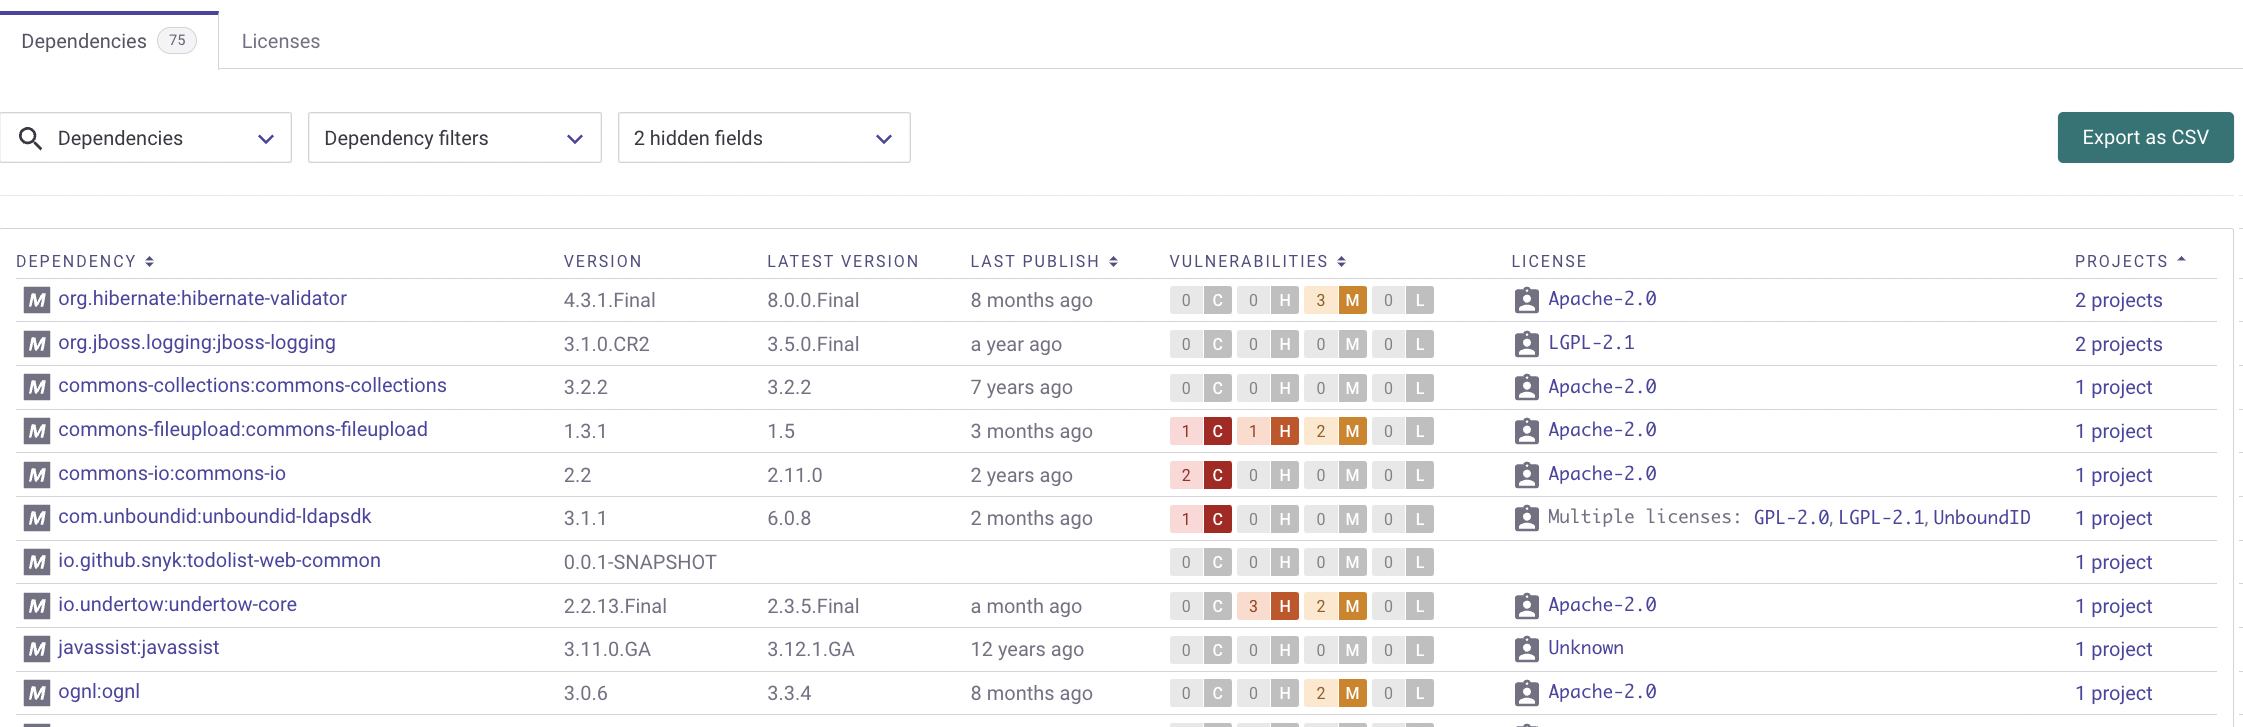 Dependencies 75 Licenses
Dependencies Dependency filters 2 hidden fields Export as CSV
DEPENDENCY VERSION LATEST VERSION LAST PUBLISH VULNERABILITIES LICENSE PROJECTS
M org.hibernate:hibernate-validator 4.3.1.Final 8.0.0.Final 8 months ago 0 C 0 H 3 M 0 L Apache-2.0 2 projects
M org.jboss.logging:jboss-logging 3.1.0.CR2 3.5.0.Final a year ago 0 C 0 H 0 M 0 L LGPL-2.1 2 projects
M commons-collections:commons-collections 3.2.2 3.2.2 7 years ago 0 C 0 H 0 M 0 L Apache-2.0 1 project
M commons-fileupload:commons-fileupload 1.3.1 1.5 3 months ago 1 C 1 H 2 M 0 L Apache-2.0 1 project
M commons-io:commons-io 2.2 2.11.0 2 years ago 2 C 0 H 0 M 0 L Apache-2.0 1 project
M com.unboundid:unboundid-ldapsdk 3.1.1 6.0.8 2 months ago 1 C 0 H 0 M 0 L Multiple licenses: GPL-2.0, LGPL-2.1, UnboundID 1 project
M io.github.snyk:todolist-web-common 0.0.1-SNAPSHOT 0 C 0 H 0 M 0 L 1 project
M io.undertow:undertow-core 2.2.13.Final 2.3.5.Final a month ago 0 C 3 H 2 M 0 L Apache-2.0 1 project
M javassist:javassist 3.11.0.GA 3.12.1.GA 12 years ago 0 C 0 H 0 M 0 L Unknown 1 project
M ognl:ognl 3.0.6 3.3.4 8 months ago 0 C 0 H 2 M 0 L Apache-2.0 1 project